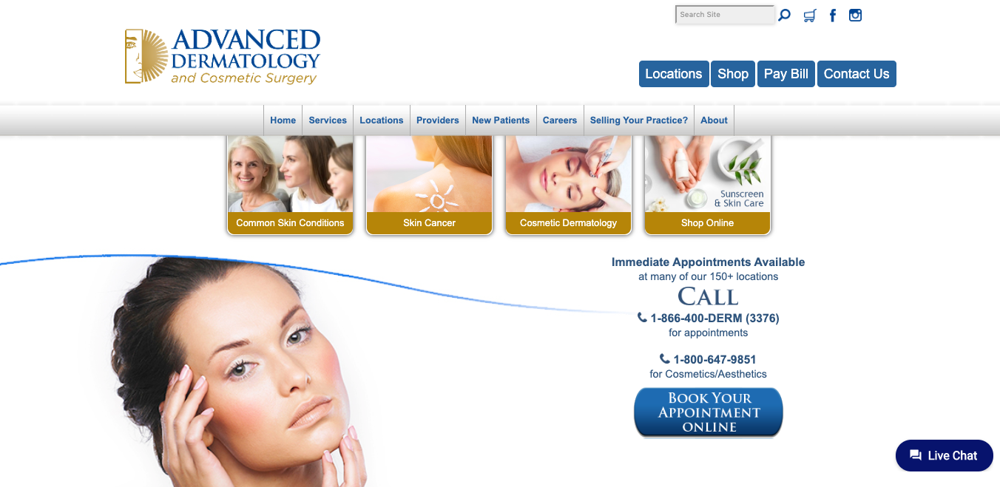 Search Site
ADVANCED
DERMATOLOGY
and Cosmetic Surgery
Locations
Shop
Pay Bill
Contact Us
Home
Services
Locations
Providers
New Patients
Careers
Selling Your Practice?
About
Sunscreen
& Skin Care
Common Skin Conditions
Skin Cancer
Cosmetic Dermatology
Shop Online
Immediate Appointments Available
at many of our 150+ locations
CALL
1-866-400-DERM (3376)
for appointments
1-800-647-9851
for Cosmetics/Aesthetics
BOOK YOUR
APPOINTMENT
ONLINE
Live Chat